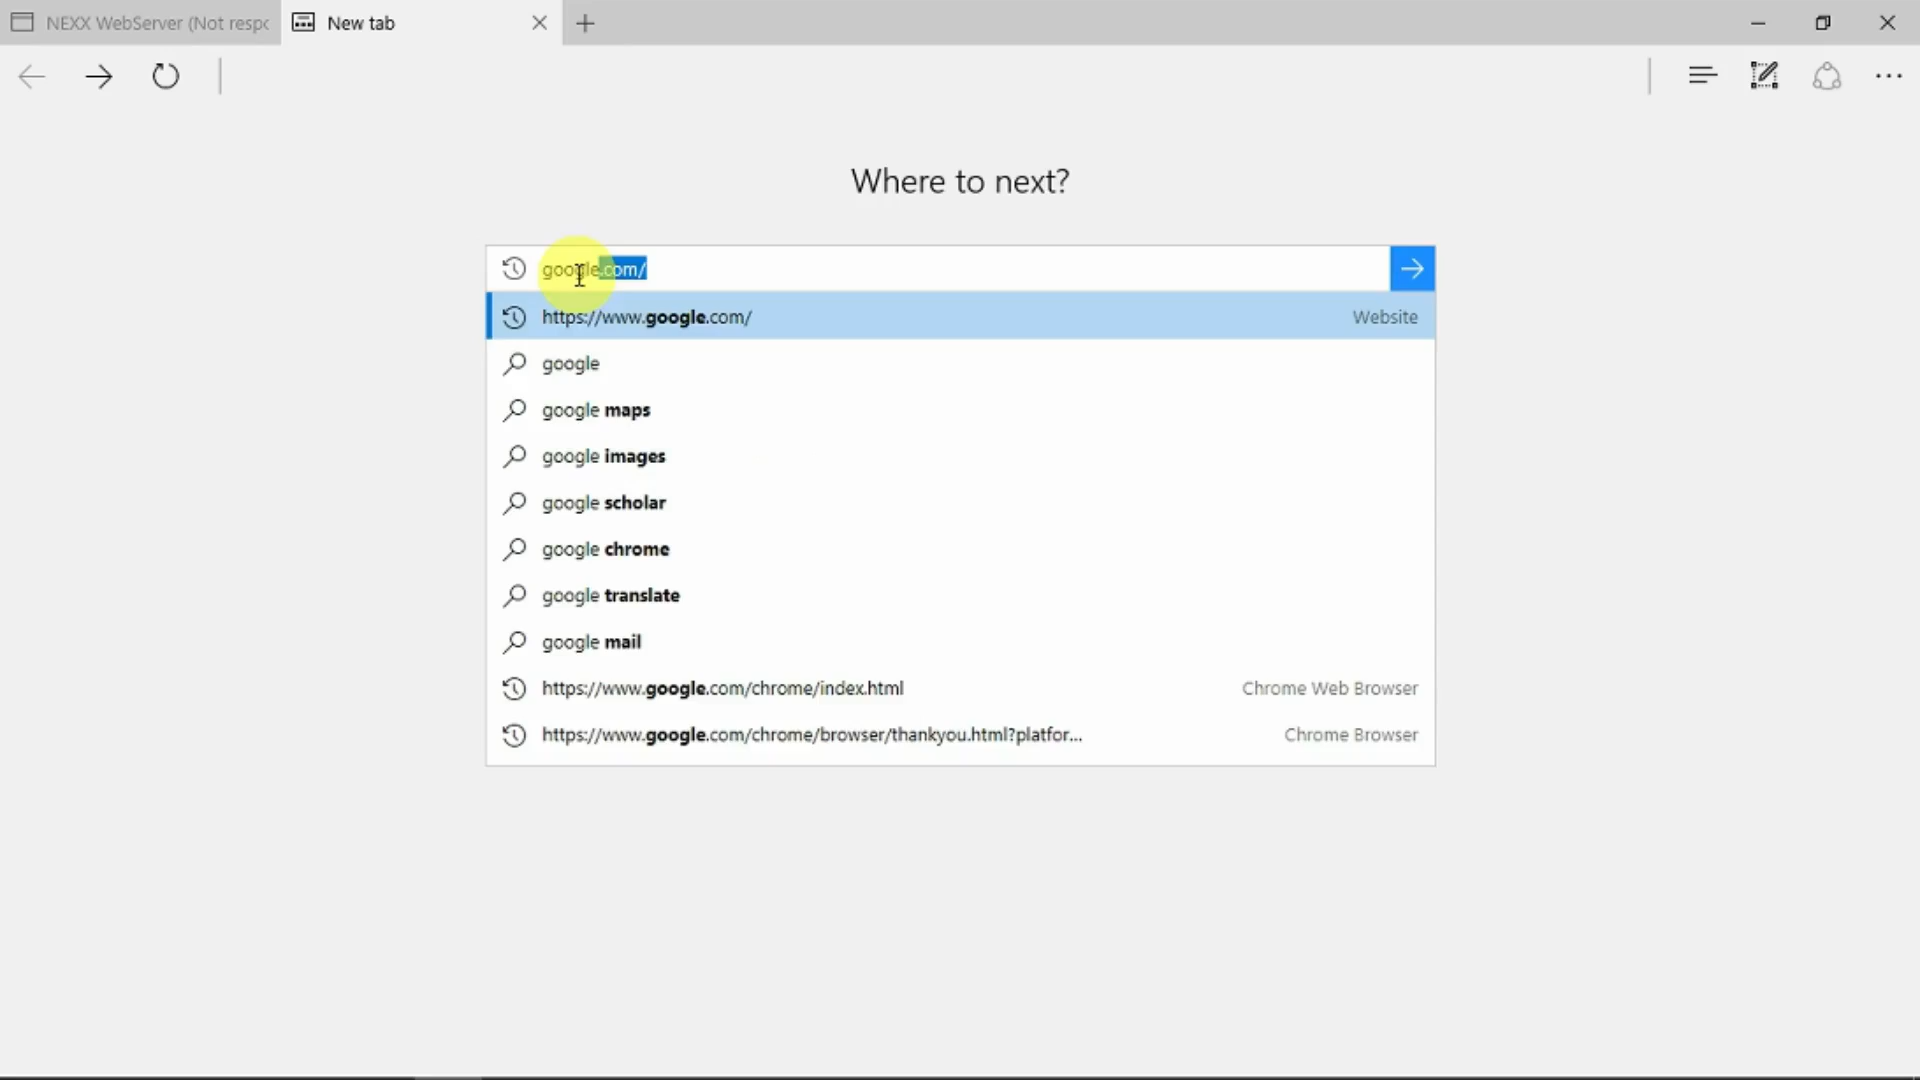 NEXX WebServer (Not respo
New tab
Where to next?
google.com/
https://www.google.com/ Website
google
google maps
google images
google scholar
google chrome
google translate
google mail
https://www.google.com/chrome/index.html Chrome Web Browser
https://www.google.com/chrome/browser/thankyou.html?platfor... Chrome Browser